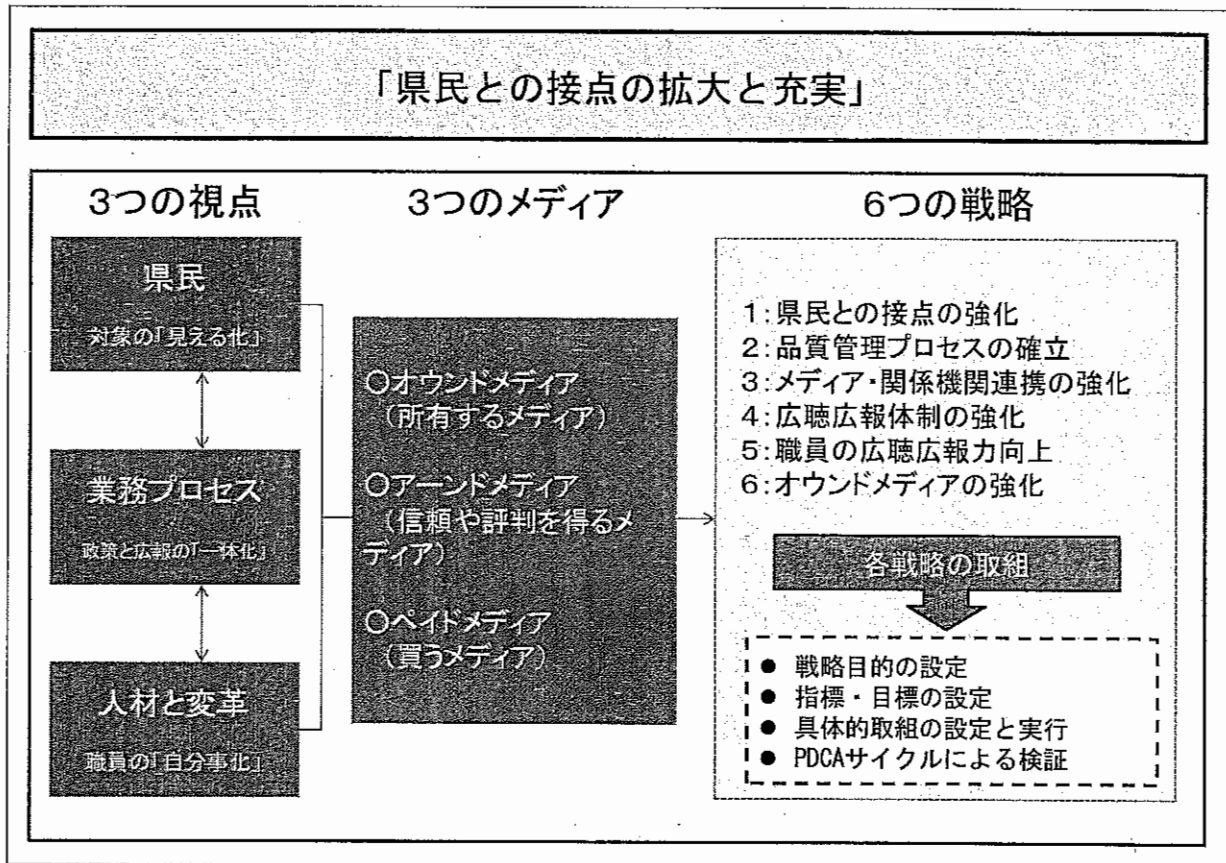 「県民との接点の拡大と充実」
3つの視点
県民
対象の「見える化」
業務プロセス
政策と広報の「一体化」
人材と変革
職員の「自分事化」
3つのメディア
○オウンドメディア
（所有するメディア）
○アーンドメディア
（信頼や評判を得るメ
ディア）
○ペイドメディア
（買うメディア）
6つの戦略
1：県民との接点の強化
2：品質管理プロセスの確立
3：メディア・関係機関連携の強化
4：広聴広報体制の強化
5：職員の広聴広報力向上
6：オウンドメディアの強化
各戦略の取組
● 戦略目的の設定
● 指標・目標の設定
● 具体的取組の設定と実行
● PDCAサイクルによる検証